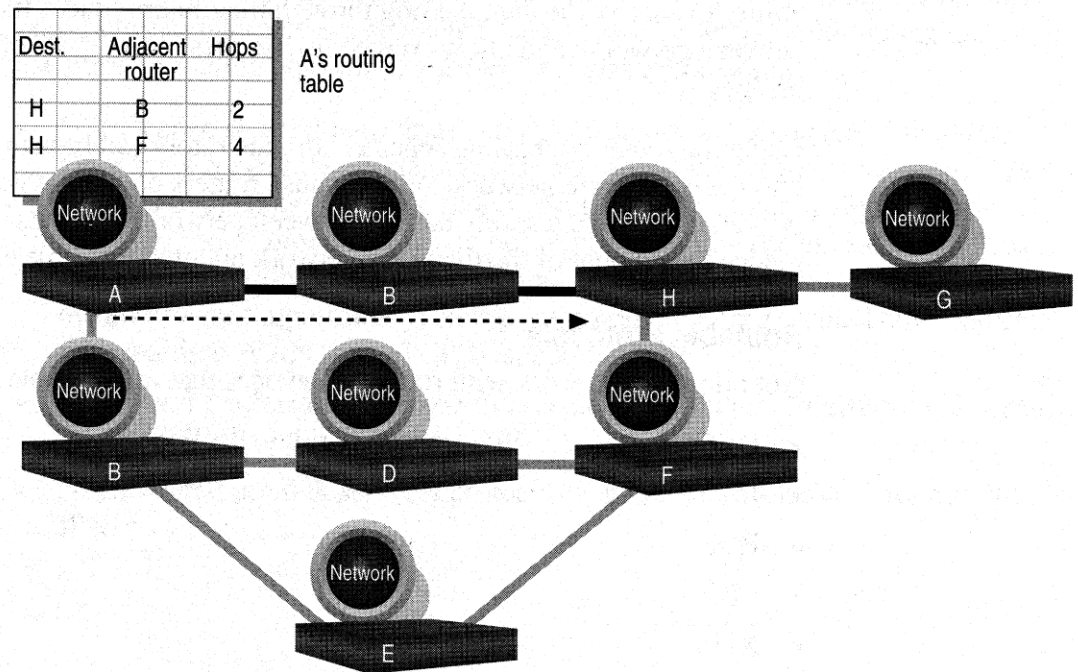 Dest. Adjacent router Hops
H B 2
H F 4
A's routing table
Network
Network
Network
Network
A
B
H
G
Network
Network
Network
B
D
F
Network
E